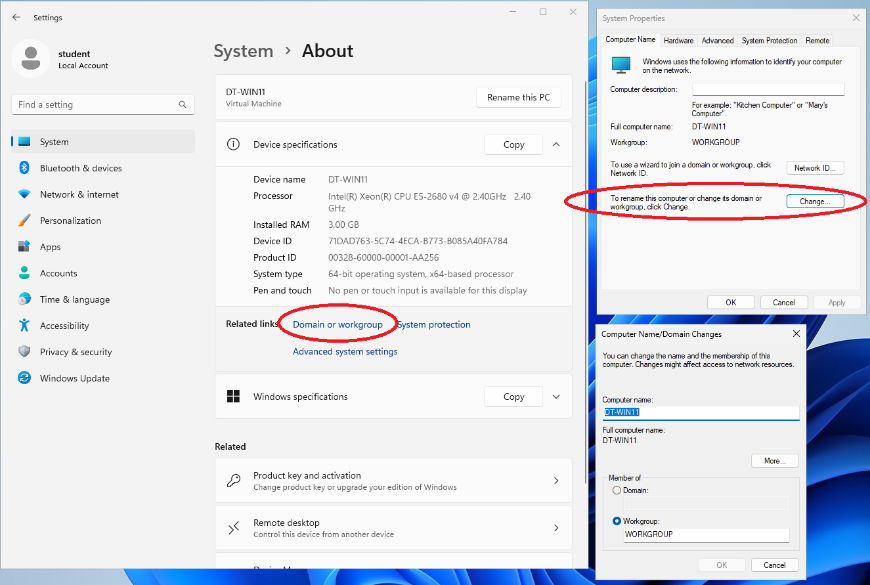 Settings
student
Local Account
Find a setting
System
Bluetooth & devices
Network & internet
Personalization
Apps
Accounts
Time & language
Accessibility
Privacy & security
Windows Update
System › About
DT-WIN11
Virtual Machine
Rename this PC
Device specifications
Copy
Device name DT-WIN11
Processor Intel(R) Xeon(R) CPU E5-2680 v4 @ 2.40GHz 2.40
GHz
Installed RAM 3.00 GB
Device ID 71DAD763-5C74-4ECA-B773-B085A40FA784
Product ID 00328-60000-00001-AA256
System type 64-bit operating system, x64-based processor
Pen and touch No pen or touch input is available for this display
Related links Domain or workgroup System protection
Advanced system settings
Windows specifications
Copy
Related
Product key and activation
Change product key or upgrade your edition of Windows
Remote desktop
Control this device from another device
System Properties
Computer Name Hardware Advanced System Protection Remote
Windows uses the following information to identify your computer
on the network.
Computer description:
For example: "Kitchen Computer" or "Mary's
Computer".
Full computer name: DT-WIN11
Workgroup: WORKGROUP
To use a wizard to join a domain or workgroup, click
Network ID.
Network ID...
To rename this computer or change its domain or
workgroup, click Change.
Change...
OK Cancel Apply
Computer Name/Domain Changes
You can change the name and the membership of this
computer. Changes might affect access to network resources.
Computer name:
DT-WIN11
Full computer name:
DT-WIN11
More...
Member of
Domain:
Workgroup:
WORKGROUP
OK Cancel